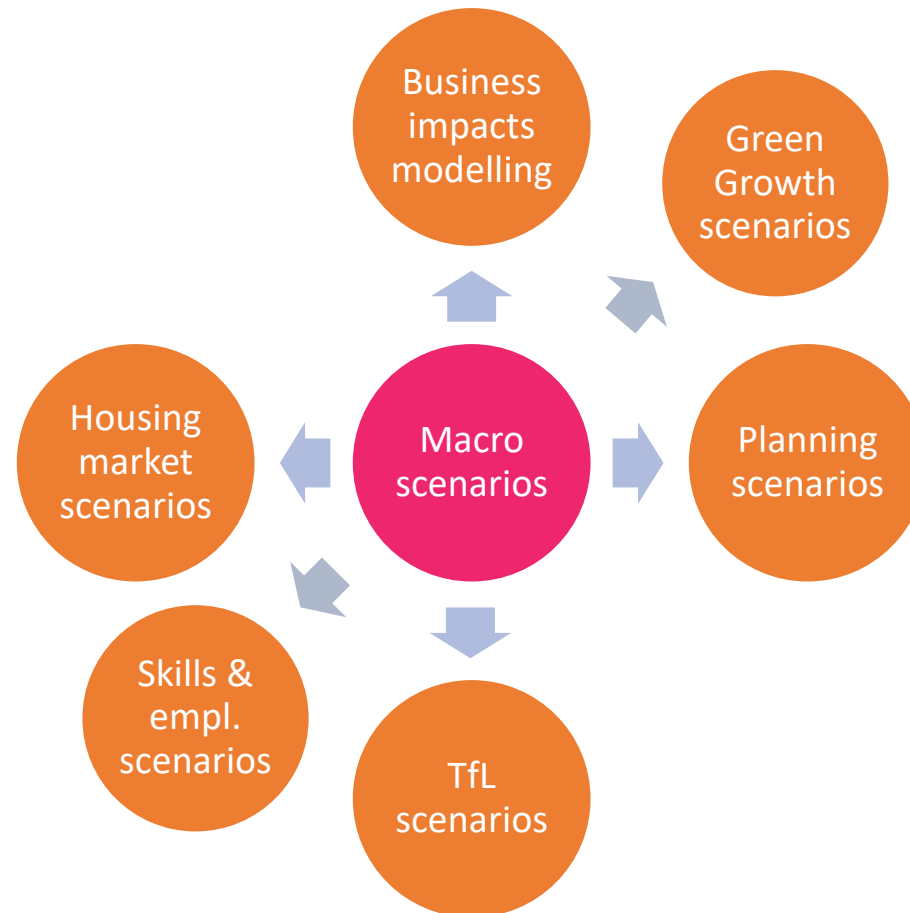 Business
impacts
modelling
Green
Growth
scenarios
Housing
market
scenarios
Macro
scenarios
Planning
scenarios
Skills &
empl.
scenarios
TfL
scenarios